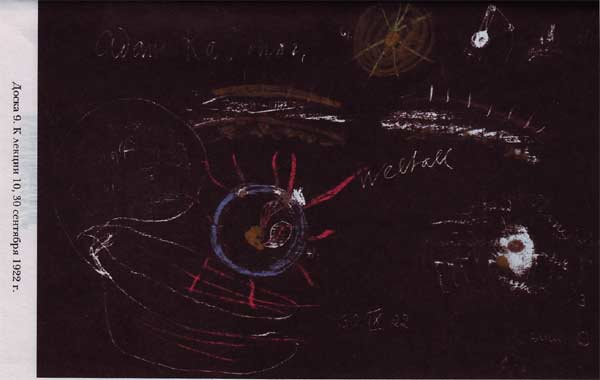 Доска 9. К лекции 10, 30 сентября 1922 г.
Adam
Weltall
30 IX 22